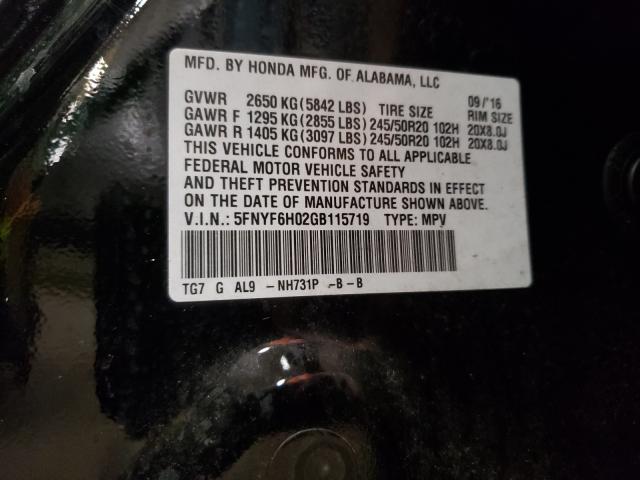 MFD. BY HONDA MFG. OF ALABAMA, LLC
GVWR 2650 KG(5842 LBS) TIRE SIZE 09/'16 RIM SIZE
GAWR F 1295 KG(2855 LBS) 245/50R20 102H 20X8.0J
GAWR R 1405 KG(3097 LBS) 245/50R20 102H 20X8.0J
THIS VEHICLE CONFORMS TO ALL APPLICABLE
FEDERAL MOTOR VEHICLE SAFETY
AND THEFT PREVENTION STANDARDS IN EFFECT
ON THE DATE OF MANUFACTURE SHOWN ABOVE.
V.I.N.: 5FNYF6H02GB115719 TYPE: MPV
TG7 G AL9 -NH731P -B-B